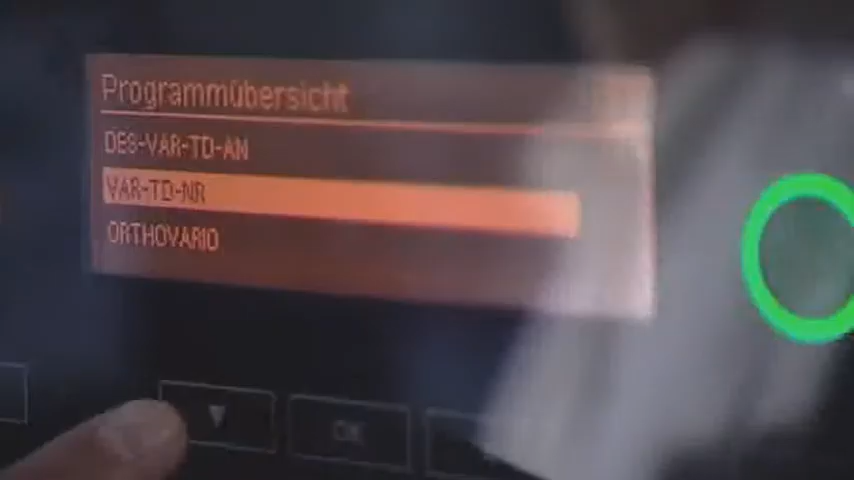 Programmübersicht
DES-VAR-TD-AN
VAR-TD-NR
ORTHOVARIO
OK